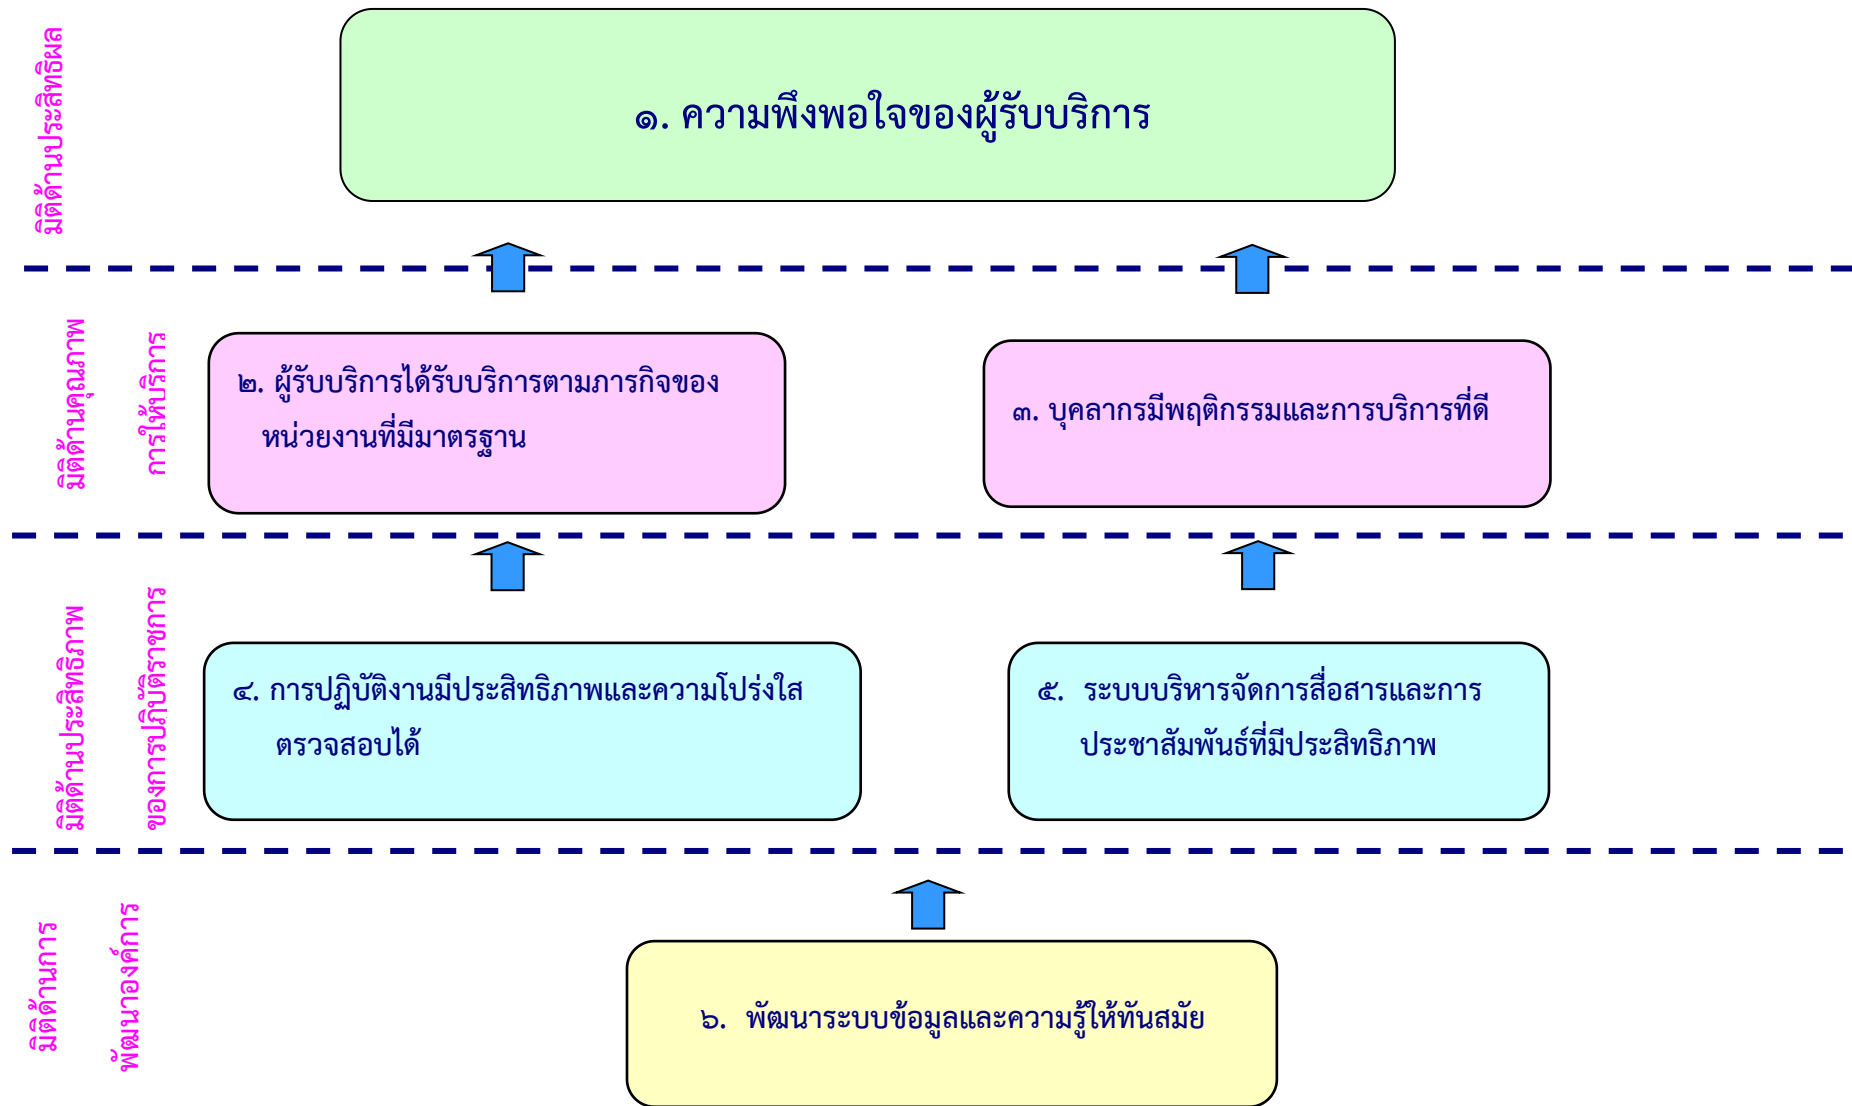 มิติด้านประสิทธิผล
๑. ความพึงพอใจของผู้รับบริการ
มิติด้านคุณภาพ
การให้บริการ
๒. ผู้รับบริการได้รับบริการตามภารกิจของ
หน่วยงานที่มีมาตรฐาน
๓. บุคลากรมีพฤติกรรมและการบริการที่ดี
มิติด้านประสิทธิภาพ
ของการปฏิบัติราชการ
๔. การปฏิบัติงานมีประสิทธิภาพและความโปร่งใส
ตรวจสอบได้
๕. ระบบบริหารจัดการสื่อสารและการ
ประชาสัมพันธ์ที่มีประสิทธิภาพ
มิติด้านการ
พัฒนาองค์การ
๖. พัฒนาระบบข้อมูลและความรู้ให้ทันสมัย